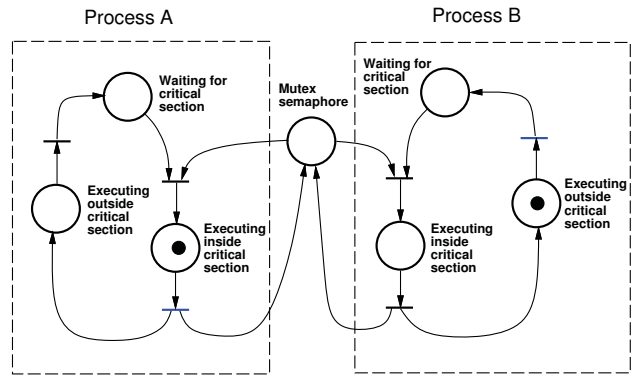 Process A
Process B
Waiting for
critical
section
Mutex
semaphore
Waiting for
critical
section
Executing
outside
critical
section
Executing
inside
critical
section
Executing
inside
critical
section
Executing
outside
critical
section